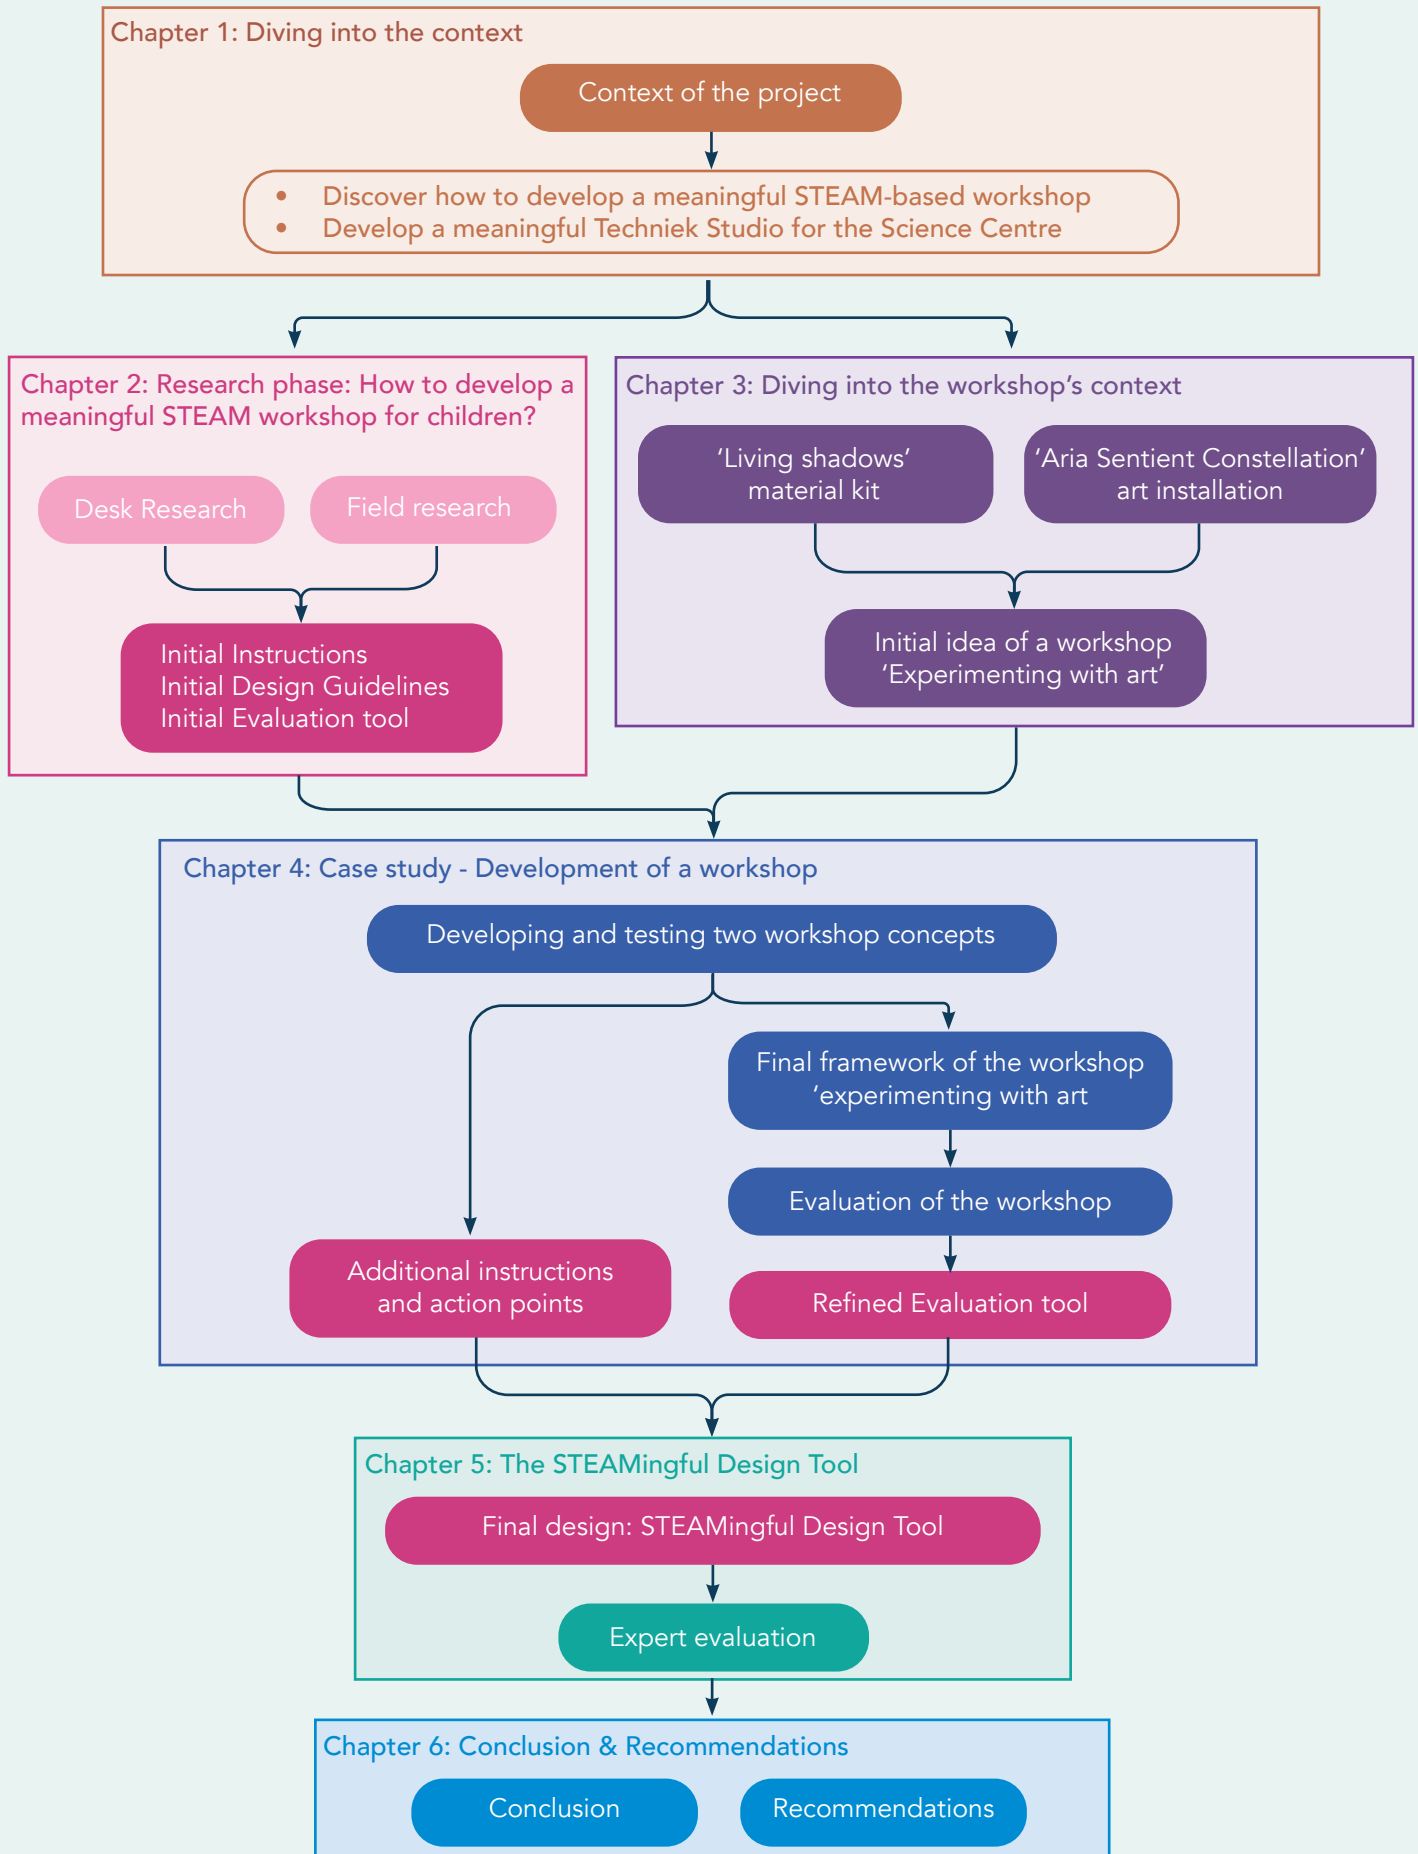 Chapter 1: Diving into the context
Context of the project
• Discover how to develop a meaningful STEAM-based workshop
• Develop a meaningful Techniek Studio for the Science Centre
Chapter 2: Research phase: How to develop a
meaningful STEAM workshop for children?
Desk Research
Field research
Initial Instructions
Initial Design Guidelines
Initial Evaluation tool
Chapter 3: Diving into the workshop’s context
‘Living shadows’
material kit
‘Aria Sentient Constellation’
art installation
Initial idea of a workshop
‘Experimenting with art’
Chapter 4: Case study - Development of a workshop
Developing and testing two workshop concepts
Final framework of the workshop
‘experimenting with art
Evaluation of the workshop
Additional instructions
and action points
Refined Evaluation tool
Chapter 5: The STEAMingful Design Tool
Final design: STEAMingful Design Tool
Expert evaluation
Chapter 6: Conclusion & Recommendations
Conclusion
Recommendations